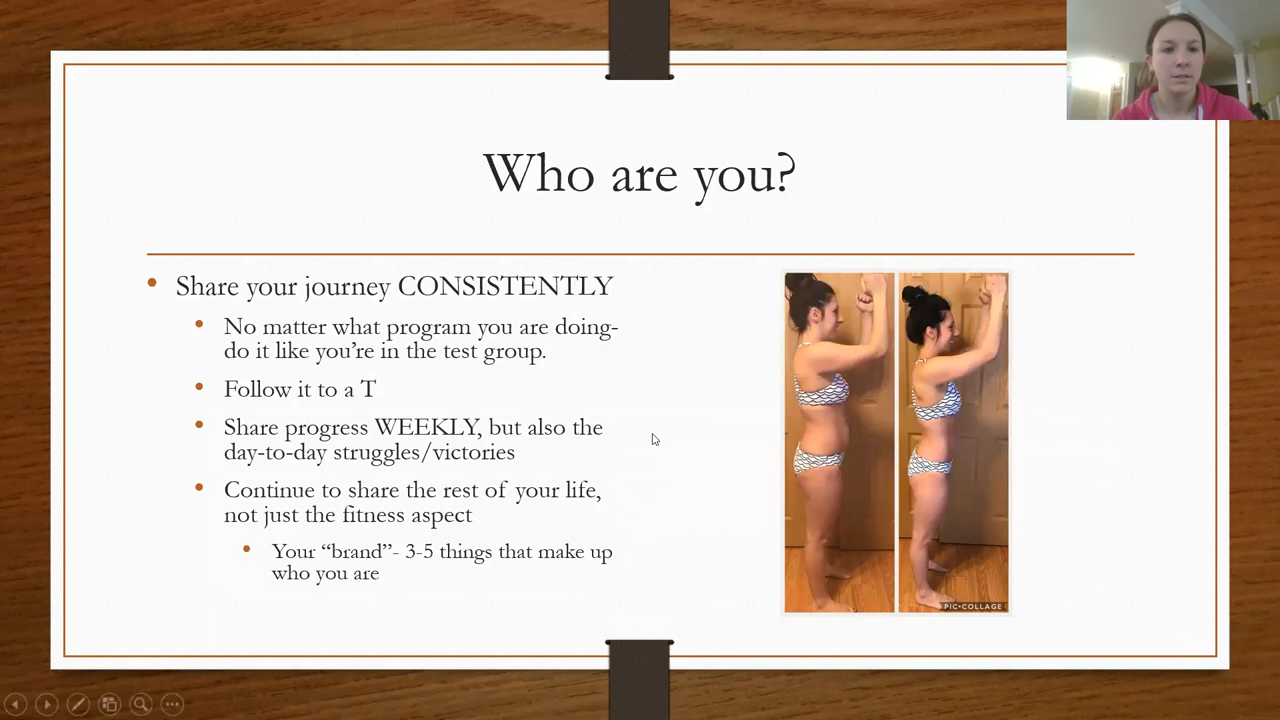 Who are you?
Share your journey CONSISTENTLY
No matter what program you are doing-
do it like you’re in the test group.
Follow it to a T
Share progress WEEKLY, but also the
day-to-day struggles/victories
Continue to share the rest of your life,
not just the fitness aspect
Your “brand”- 3-5 things that make up
who you are
PIC•COLLAGE